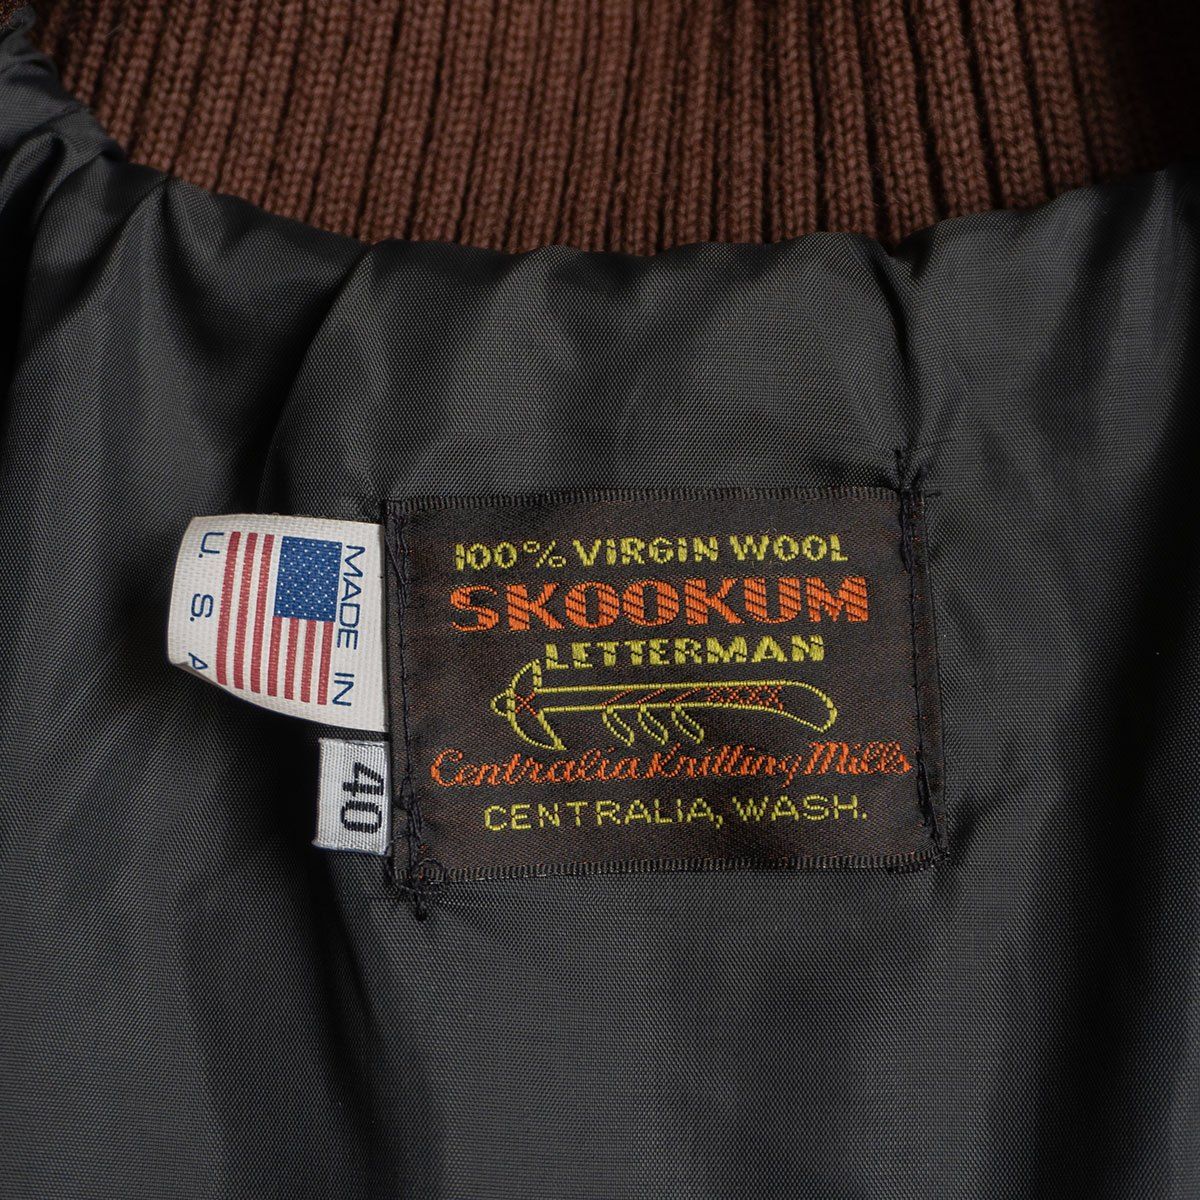 100% VIRGIN WOOL
SKOOKUM
LETTERMAN
Centralia Knitting Mills
CENTRALIA, WASH.
MADE IN
U. S. A
40